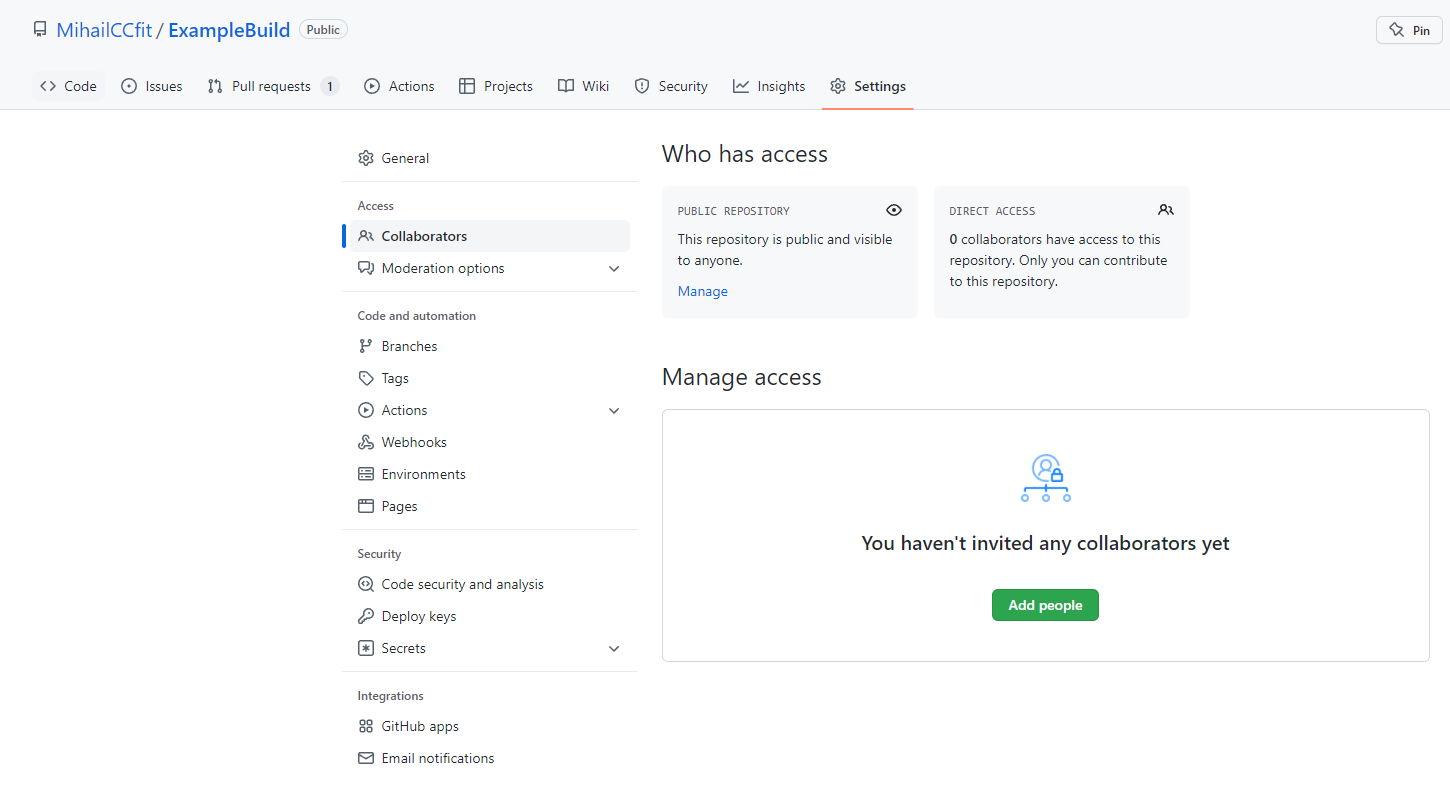 MihailCCfit / ExampleBuild Public
Pin
Code Issues Pull requests 1 Actions Projects Wiki Security Insights Settings
General
Access
Collaborators
Moderation options
Code and automation
Branches
Tags
Actions
Webhooks
Environments
Pages
Security
Code security and analysis
Deploy keys
Secrets
Integrations
GitHub apps
Email notifications
Who has access
PUBLIC REPOSITORY
This repository is public and visible
to anyone.
Manage
DIRECT ACCESS
0 collaborators have access to this
repository. Only you can contribute
to this repository.
Manage access
You haven't invited any collaborators yet
Add people